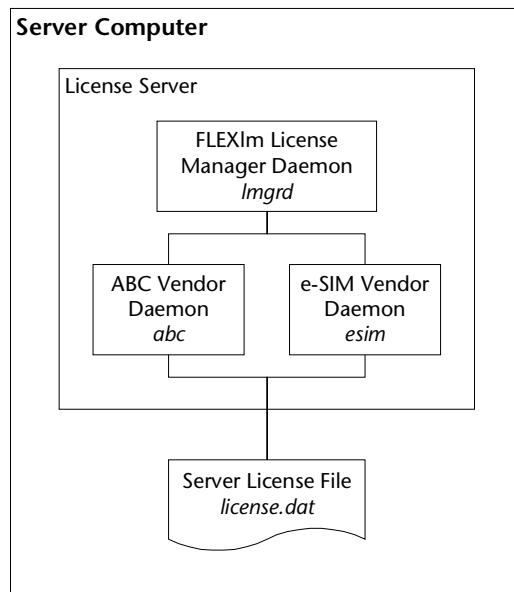 Server Computer
License Server
FLEXlm License
Manager Daemon
lmgrd
ABC Vendor
Daemon
abc
e-SIM Vendor
Daemon
esim
Server License File
license.dat